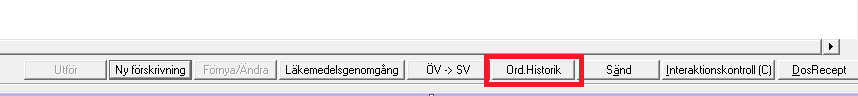 Utför Ny förskrivning Förnya/Ändra Läkemedelsgenomgång ÖV -> SV Ord.Historik Sänd Interaktionskontroll (C) DosRecept